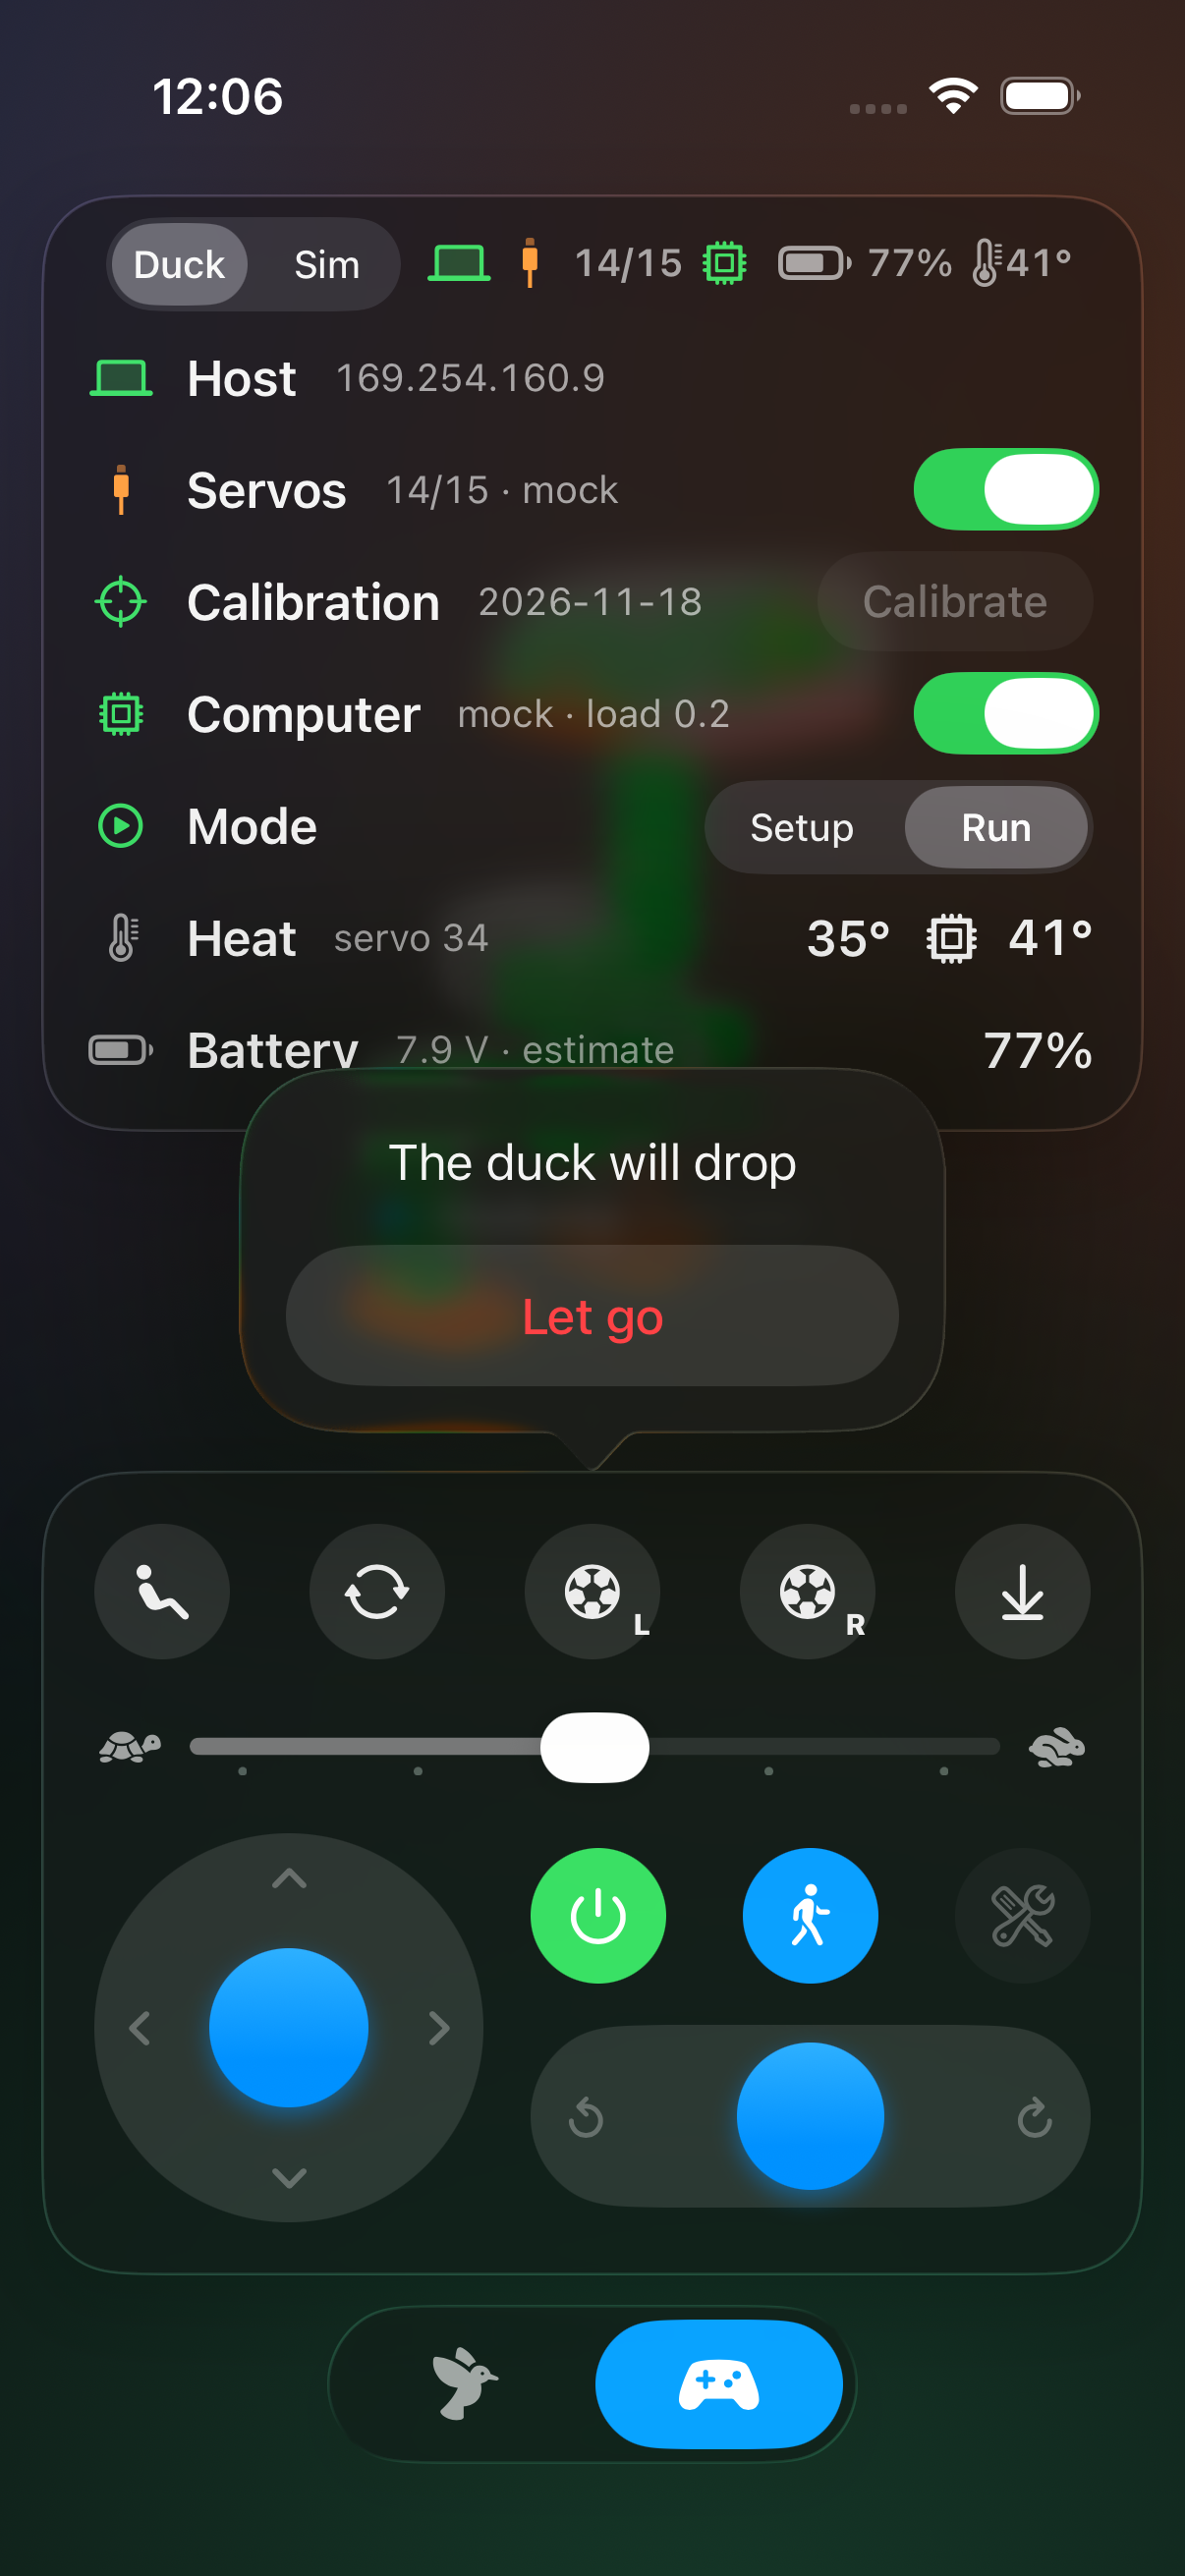 12:06
Duck Sim 14/15 77% 41°
Host 169.254.160.9
Servos 14/15 · mock
Calibration 2026-11-18 Calibrate
Computer mock · load 0.2
Mode Setup Run
Heat servo 34 35° 41°
Battery 7.9 V · estimate 77%
The duck will drop
Let go
L R